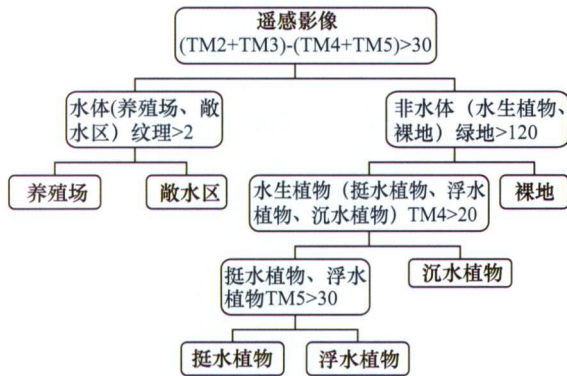 遥感影像
(TM2+TM3)-(TM4+TM5)>30
水体(养殖场、敞
水区）纹理>2
非水体（水生植物、
裸地）绿地>120
养殖场
敞水区
水生植物（挺水植物、浮水
植物、沉水植物）TM4>20
裸地
挺水植物、浮水
植物TM5>30
沉水植物
挺水植物
浮水植物